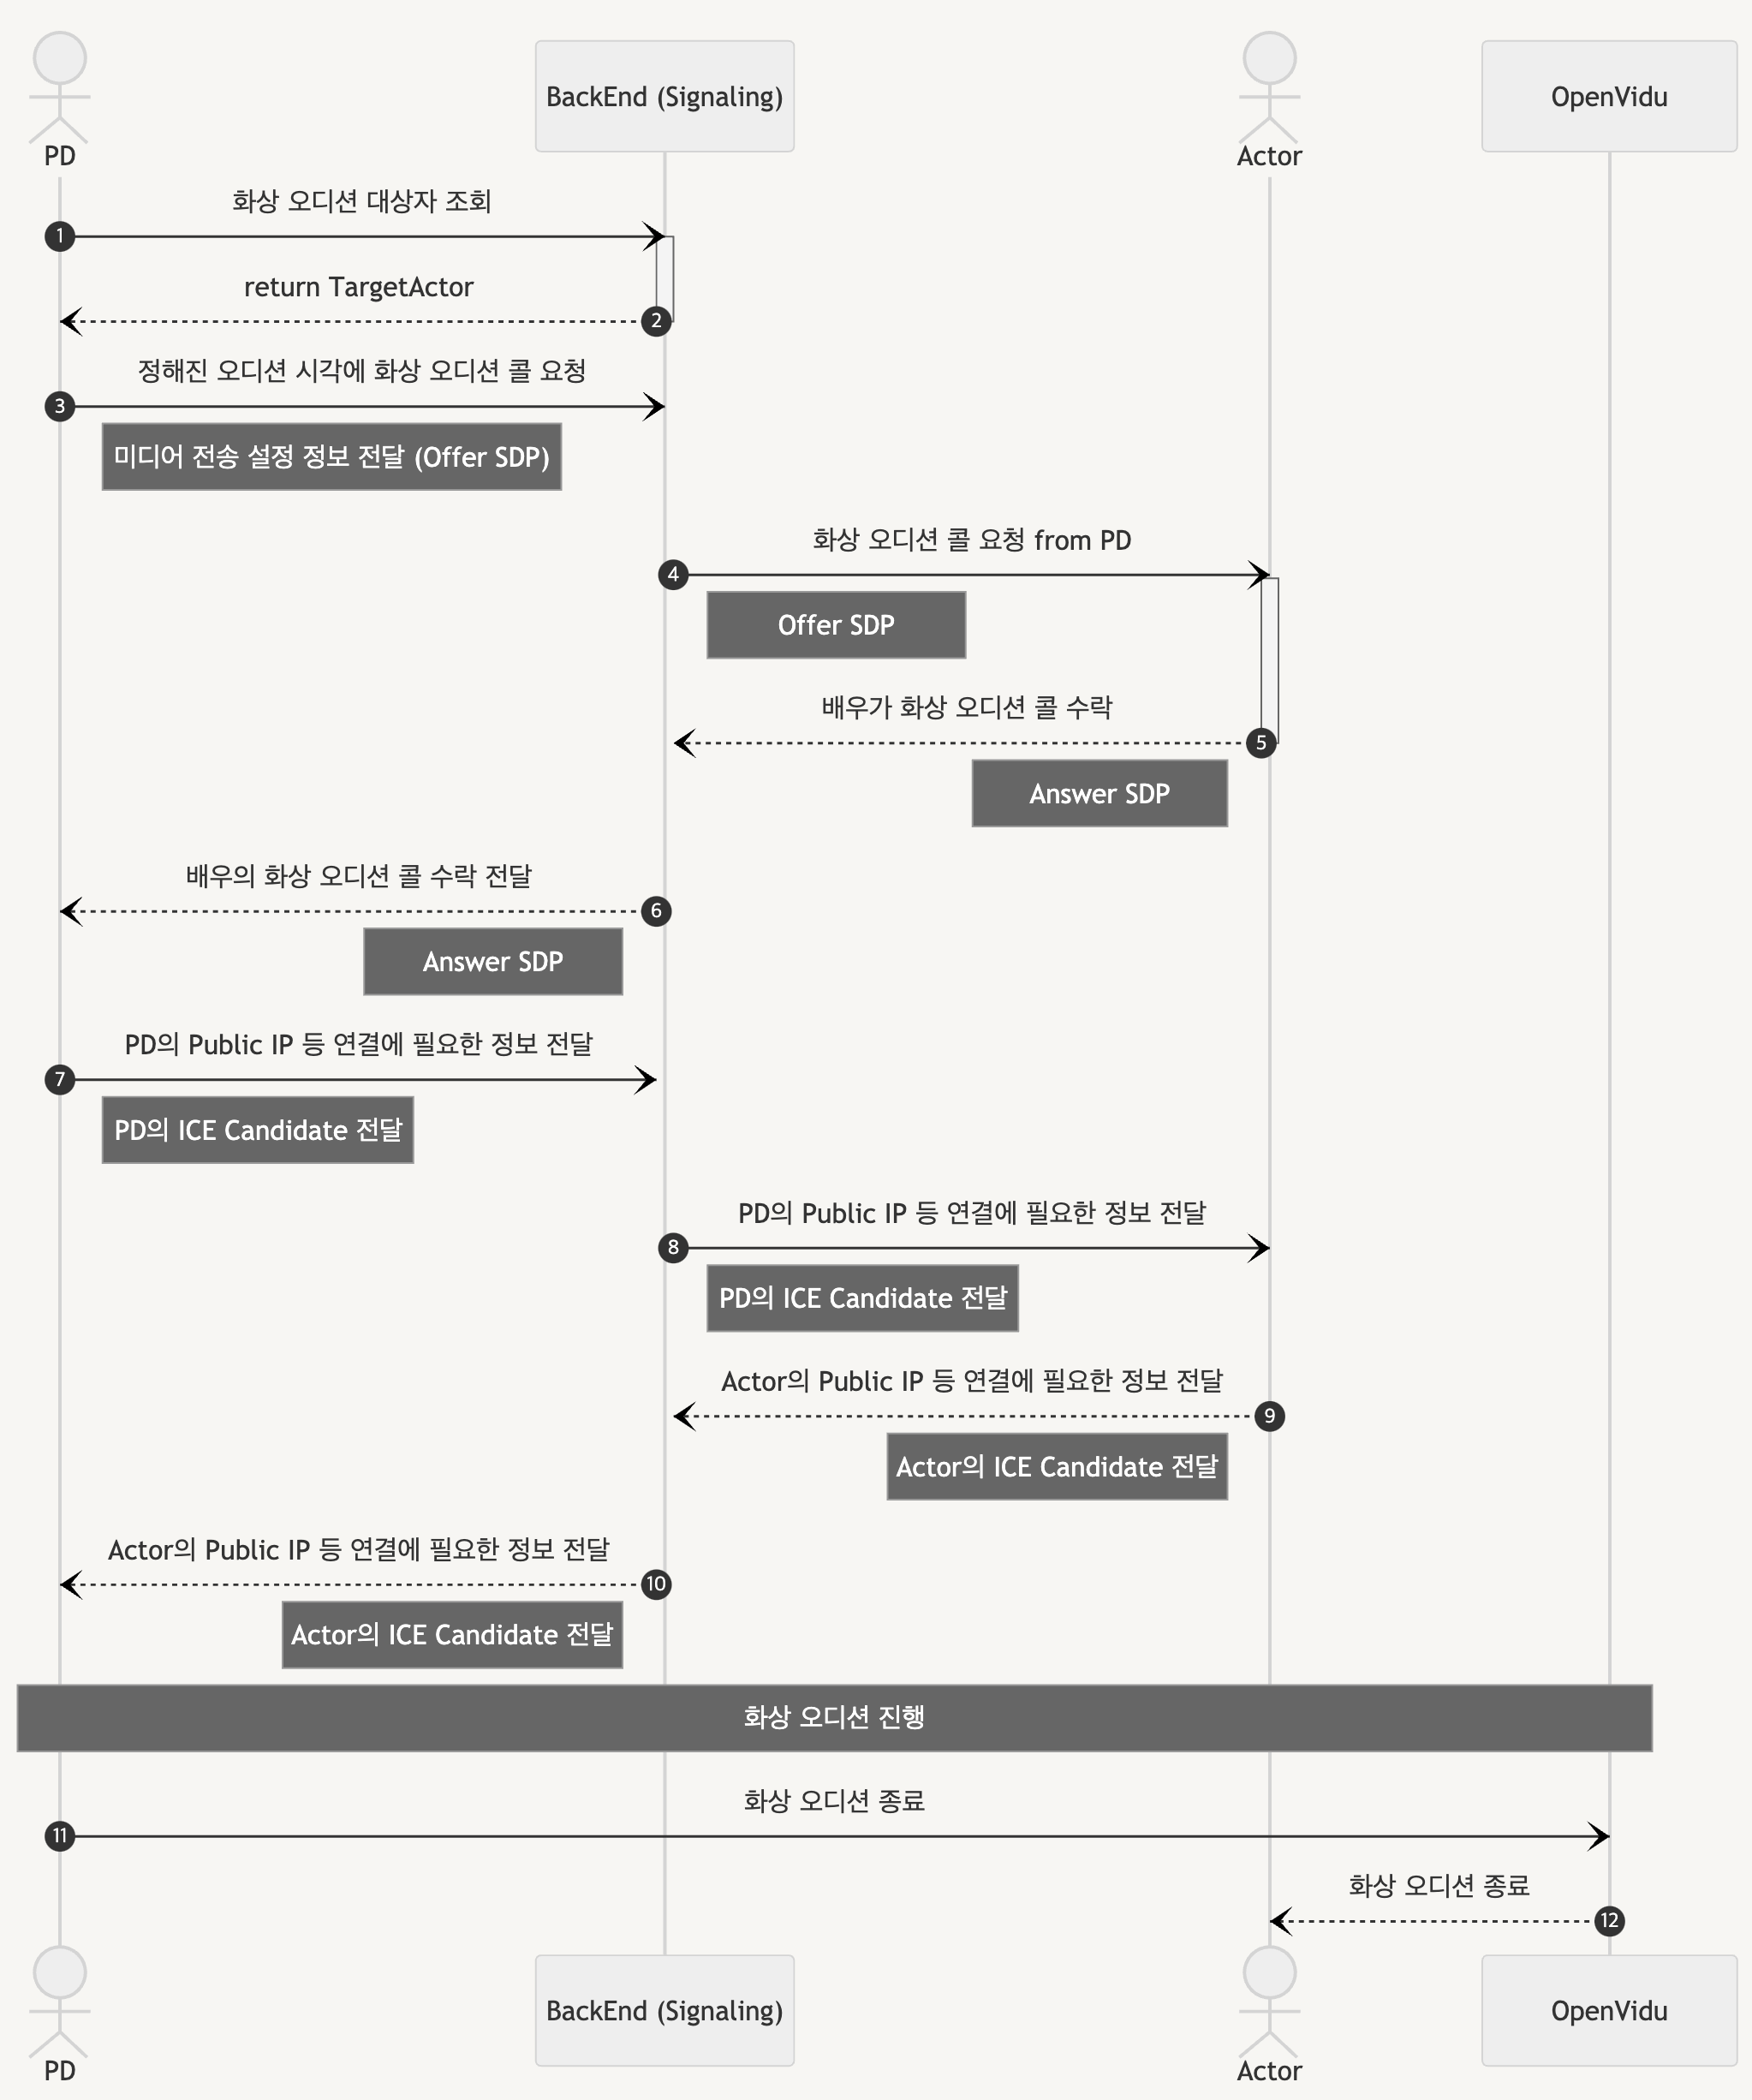 PD
BackEnd (Signaling)
Actor
OpenVidu
화상 오디션 대상자 조회
1
return TargetActor
2
정해진 오디션 시각에 화상 오디션 콜 요청
3
미디어 전송 설정 정보 전달 (Offer SDP)
화상 오디션 콜 요청 from PD
4
Offer SDP
배우가 화상 오디션 콜 수락
5
Answer SDP
배우의 화상 오디션 콜 수락 전달
6
Answer SDP
PD의 Public IP 등 연결에 필요한 정보 전달
7
PD의 ICE Candidate 전달
PD의 Public IP 등 연결에 필요한 정보 전달
8
PD의 ICE Candidate 전달
Actor의 Public IP 등 연결에 필요한 정보 전달
9
Actor의 ICE Candidate 전달
Actor의 Public IP 등 연결에 필요한 정보 전달
10
Actor의 ICE Candidate 전달
화상 오디션 진행
화상 오디션 종료
11
화상 오디션 종료
12
PD
BackEnd (Signaling)
Actor
OpenVidu